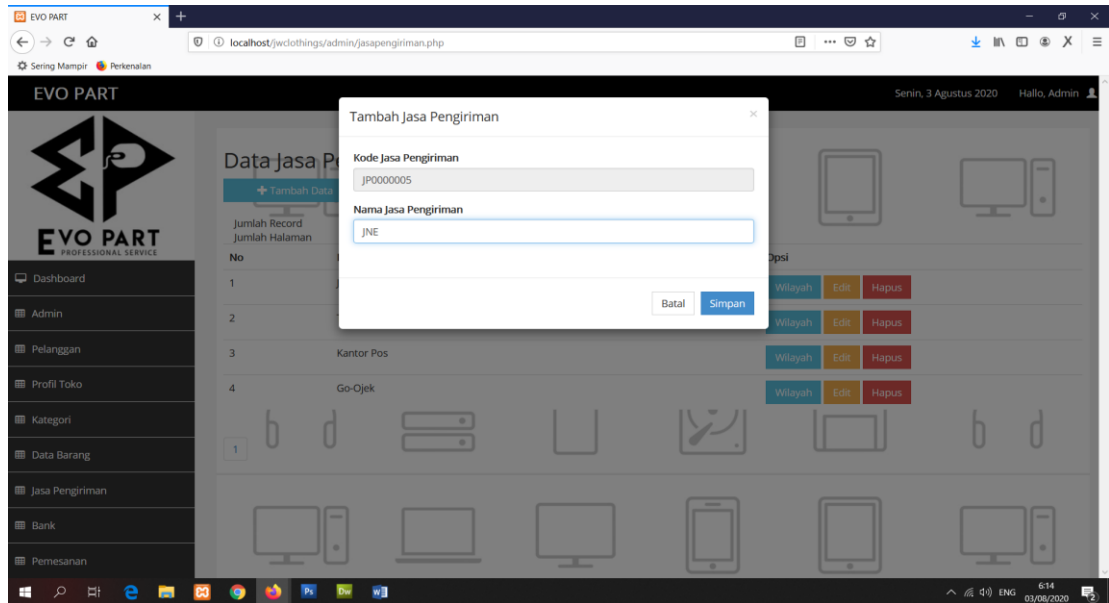 EVO PART
localhost/jwclothings/admin/jasapengiriman.php
Sering Mampir Perkenalan
EVO PART
Senin, 3 Agustus 2020 Hallo, Admin
Tambah Jasa Pengiriman ×
Kode Jasa Pengiriman
JP0000005
Nama Jasa Pengiriman
JNE
Batal Simpan
EP
EVO PART
PROFESSIONAL SERVICE
Dashboard
Admin
Pelanggan
Profil Toko
Kategori
Data Barang
Jasa Pengiriman
Bank
Pemesanan
Data Jasa
+ Tambah Data
Jumlah Record
Jumlah Halaman
No Opsi
1 Wilayah Edit Hapus
2 Wilayah Edit Hapus
3 Kantor Pos Wilayah Edit Hapus
4 Go-Ojek Wilayah Edit Hapus
1
Ps Dw W
ENG
6:14
03/08/2020
2